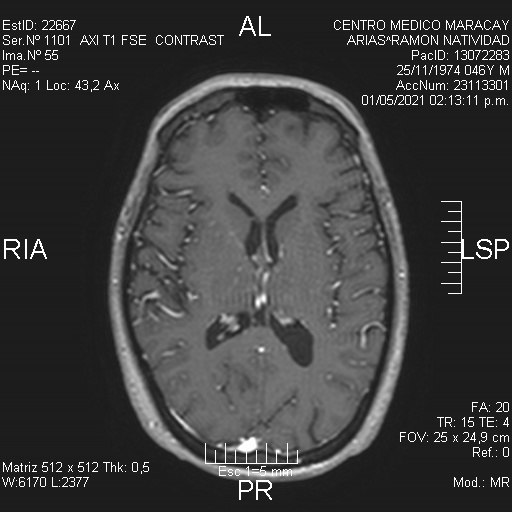 EstID: 22667
Ser.Nº 1101 AXI T1 FSE CONTRAST
Ima.Nº 55
PE= --
NAq: 1 Loc: 43,2 Ax
AL
CENTRO MEDICO MARACAY
ARIAS^RAMON NATIVIDAD
PacID: 13072283
25/11/1974 046Y M
AccNum: 23113301
01/05/2021 02:13:11 p.m.
RIA
LSP
FA: 20
TR: 15 TE: 4
FOV: 25 x 24,9 cm
Ref.: 0
Mod.: MR
Matriz 512 x 512 Thk: 0,5
W:6170 L:2377
Esc 1=5 mm
PR